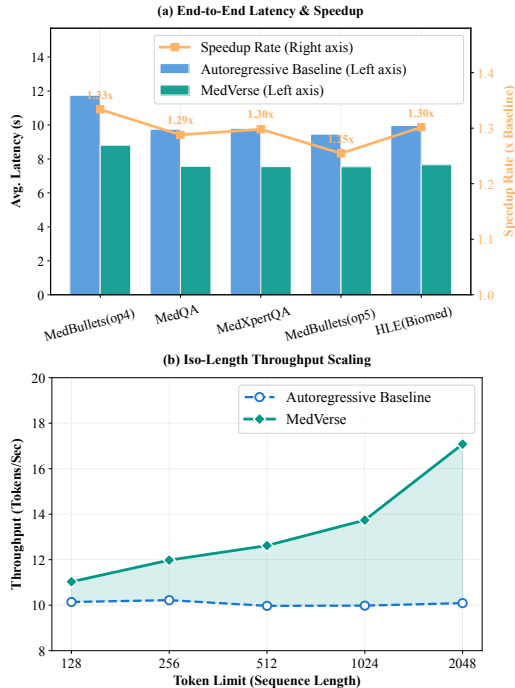 (a) End-to-End Latency & Speedup
Speedup Rate (Right axis)
Autoregressive Baseline (Left axis)
MedVerse (Left axis)
Avg. Latency (s)
14
12
10
8
6
4
2
0
1.33x
1.29x
1.30x
1.25x
1.30x
1.4
1.3
1.2
1.1
1.0
Speedup Rate (x Baseline)
MedBullets(op4)
MedQA
MedXpertQA
MedBullets(op5)
HLE(Biomed)
(b) Iso-Length Throughput Scaling
Autoregressive Baseline
MedVerse
Throughput (Tokens/Sec)
20
18
16
14
12
10
8
128
256
512
1024
2048
Token Limit (Sequence Length)